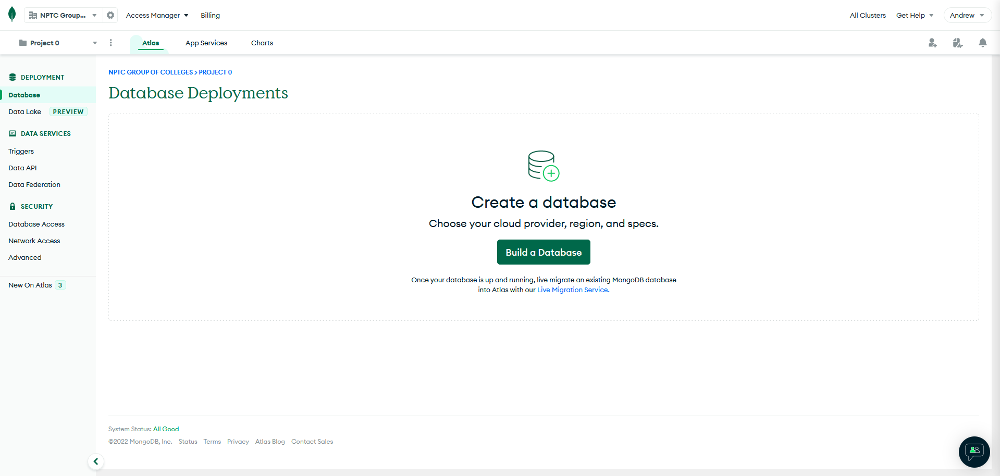 NPTC Group...
Access Manager
Billing
All Clusters
Get Help
Andrew
Project 0
Atlas
App Services
Charts
DEPLOYMENT
Database
Data Lake PREVIEW
DATA SERVICES
Triggers
Data API
Data Federation
SECURITY
Database Access
Network Access
Advanced
New On Atlas 3
NPTC GROUP OF COLLEGES > PROJECT 0
Database Deployments
Create a database
Choose your cloud provider, region, and specs.
Build a Database
Once your database is up and running, live migrate an existing MongoDB database
into Atlas with our Live Migration Service.
System Status: All Good
©2022 MongoDB, Inc. Status Terms Privacy Atlas Blog Contact Sales